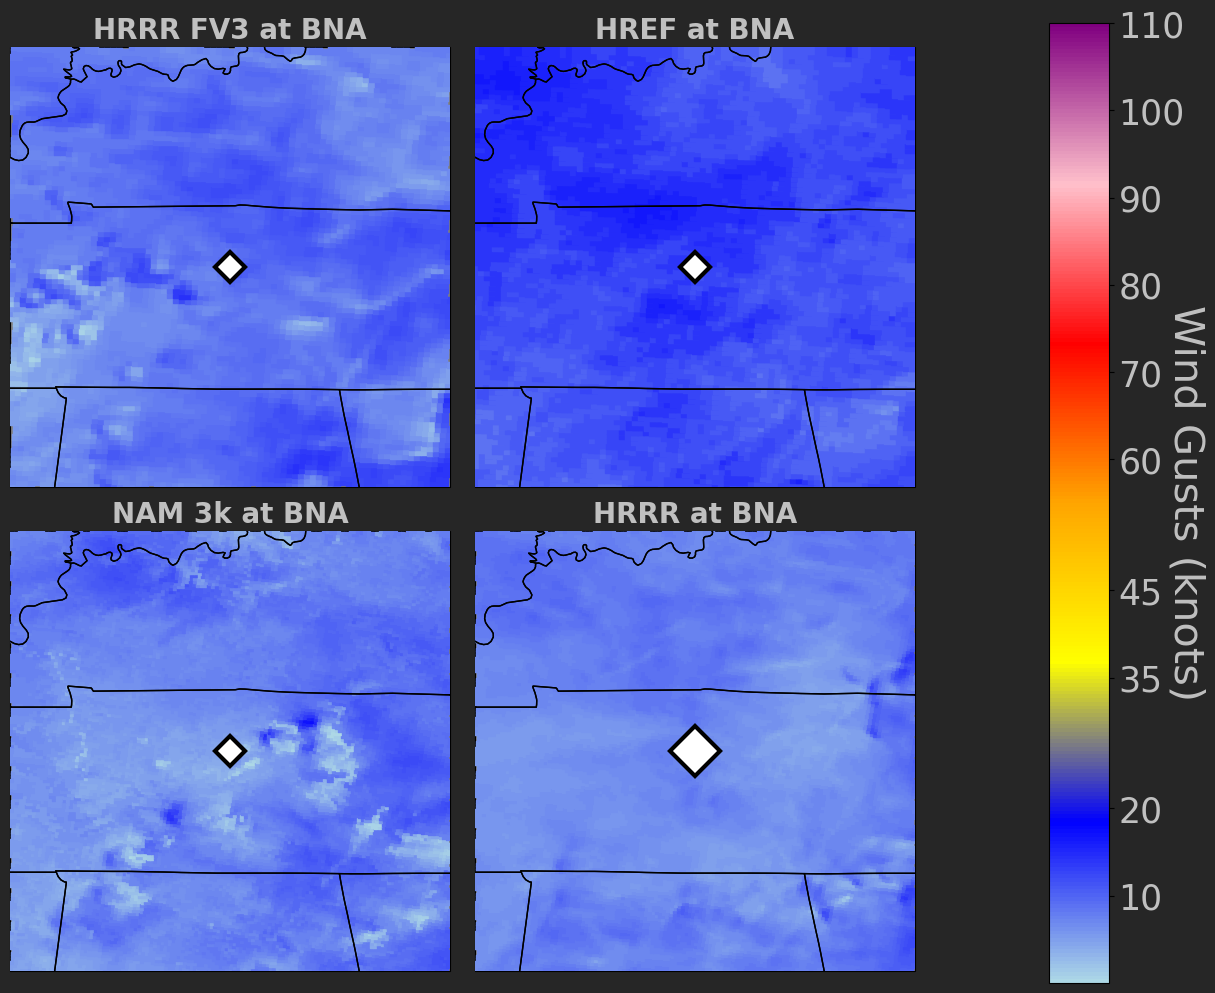 HRRR FV3 at BNA
HREF at BNA
NAM 3k at BNA
HRRR at BNA
110
100
90
80
70
60
45
35
20
10
Wind Gusts (knots)